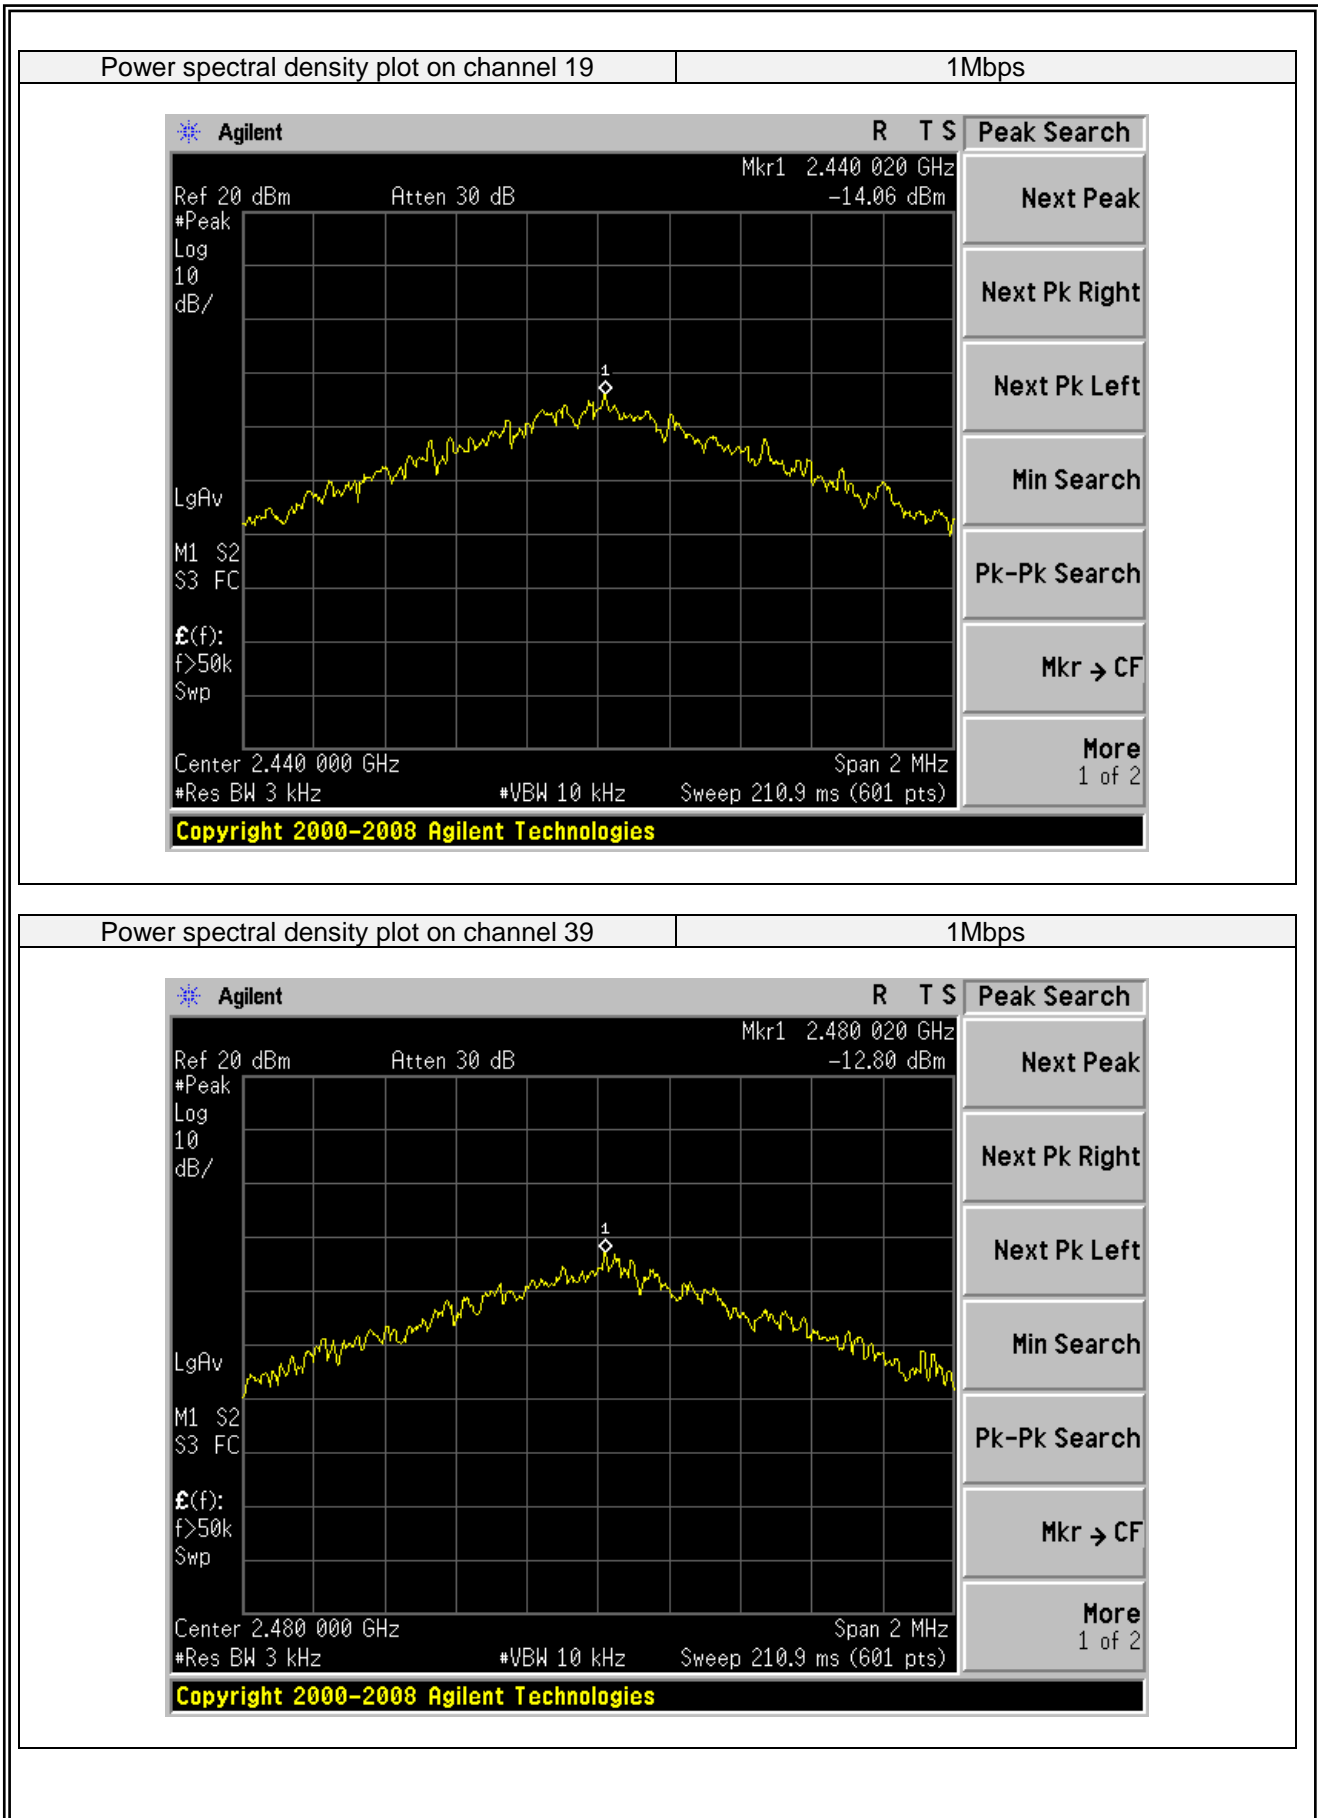 Power spectral density plot on channel 19 1Mbps
Agilent R T S Peak Search
Mkr1 2.440 020 GHz
Ref 20 dBm Atten 30 dB -14.06 dBm Next Peak
#Peak
Log
10
dB/ Next Pk Right
1
Next Pk Left
Min Search
LgAv
M1 S2
S3 FC Pk-Pk Search
£(f):
f>50k Mkr → CF
Swp
More
Center 2.440 000 GHz Span 2 MHz 1 of 2
#Res BW 3 kHz #VBW 10 kHz Sweep 210.9 ms (601 pts)
Copyright 2000-2008 Agilent Technologies
Power spectral density plot on channel 39 1Mbps
Agilent R T S Peak Search
Mkr1 2.480 020 GHz
Ref 20 dBm Atten 30 dB -12.80 dBm Next Peak
#Peak
Log
10
dB/ Next Pk Right
1
Next Pk Left
Min Search
LgAv
M1 S2
S3 FC Pk-Pk Search
£(f):
f>50k Mkr → CF
Swp
More
Center 2.480 000 GHz Span 2 MHz 1 of 2
#Res BW 3 kHz #VBW 10 kHz Sweep 210.9 ms (601 pts)
Copyright 2000-2008 Agilent Technologies